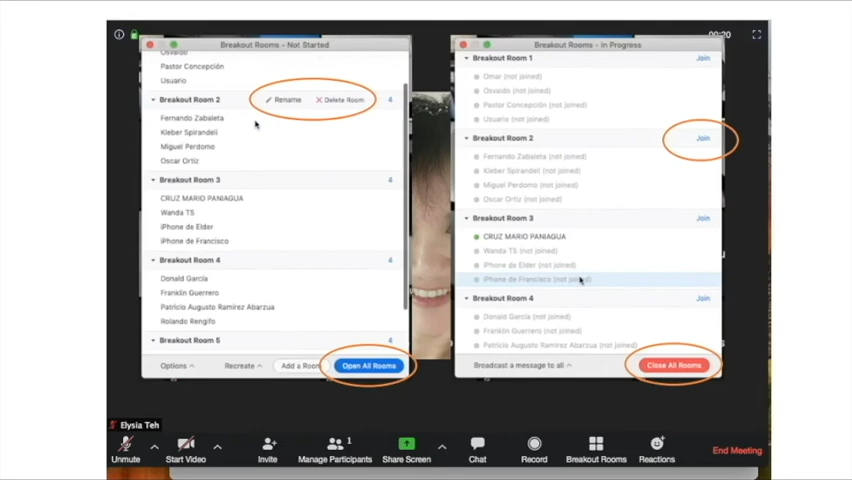 00:20
Breakout Rooms - Not Started
Osvaldo
Pastor Concepción
Usuario
Breakout Room 2 Rename Delete Room 4
Fernando Zabaleta
Kleber Spirandeli
Miguel Perdomo
Oscar Ortiz
Breakout Room 3 4
CRUZ MARIO PANIAGUA
Wanda TS
iPhone de Elder
iPhone de Francisco
Breakout Room 4 4
Donald García
Franklin Guerrero
Patricio Augusto Ramírez Abarzua
Rolando Rengifo
Breakout Room 5 4
Options Recreate Add a Room Open All Rooms
Breakout Rooms - In Progress
Breakout Room 1 Join
Omar (not joined)
Osvaldo (not joined)
Pastor Concepción (not joined)
Usuario (not joined)
Breakout Room 2 Join
Fernando Zabaleta (not joined)
Kleber Spirandeli (not joined)
Miguel Perdomo (not joined)
Oscar Ortiz (not joined)
Breakout Room 3 Join
CRUZ MARIO PANIAGUA
Wanda TS (not joined)
iPhone de Elder (not joined)
iPhone de Francisco (not joined)
Breakout Room 4 Join
Donald García (not joined)
Franklin Guerrero (not joined)
Patricio Augusto Ramírez Abarzua (not joined)
Broadcast a message to all Close All Rooms
Elysia Teh
Unmute Start Video Invite Manage Participants 1 Share Screen Chat Record Breakout Rooms Reactions End Meeting